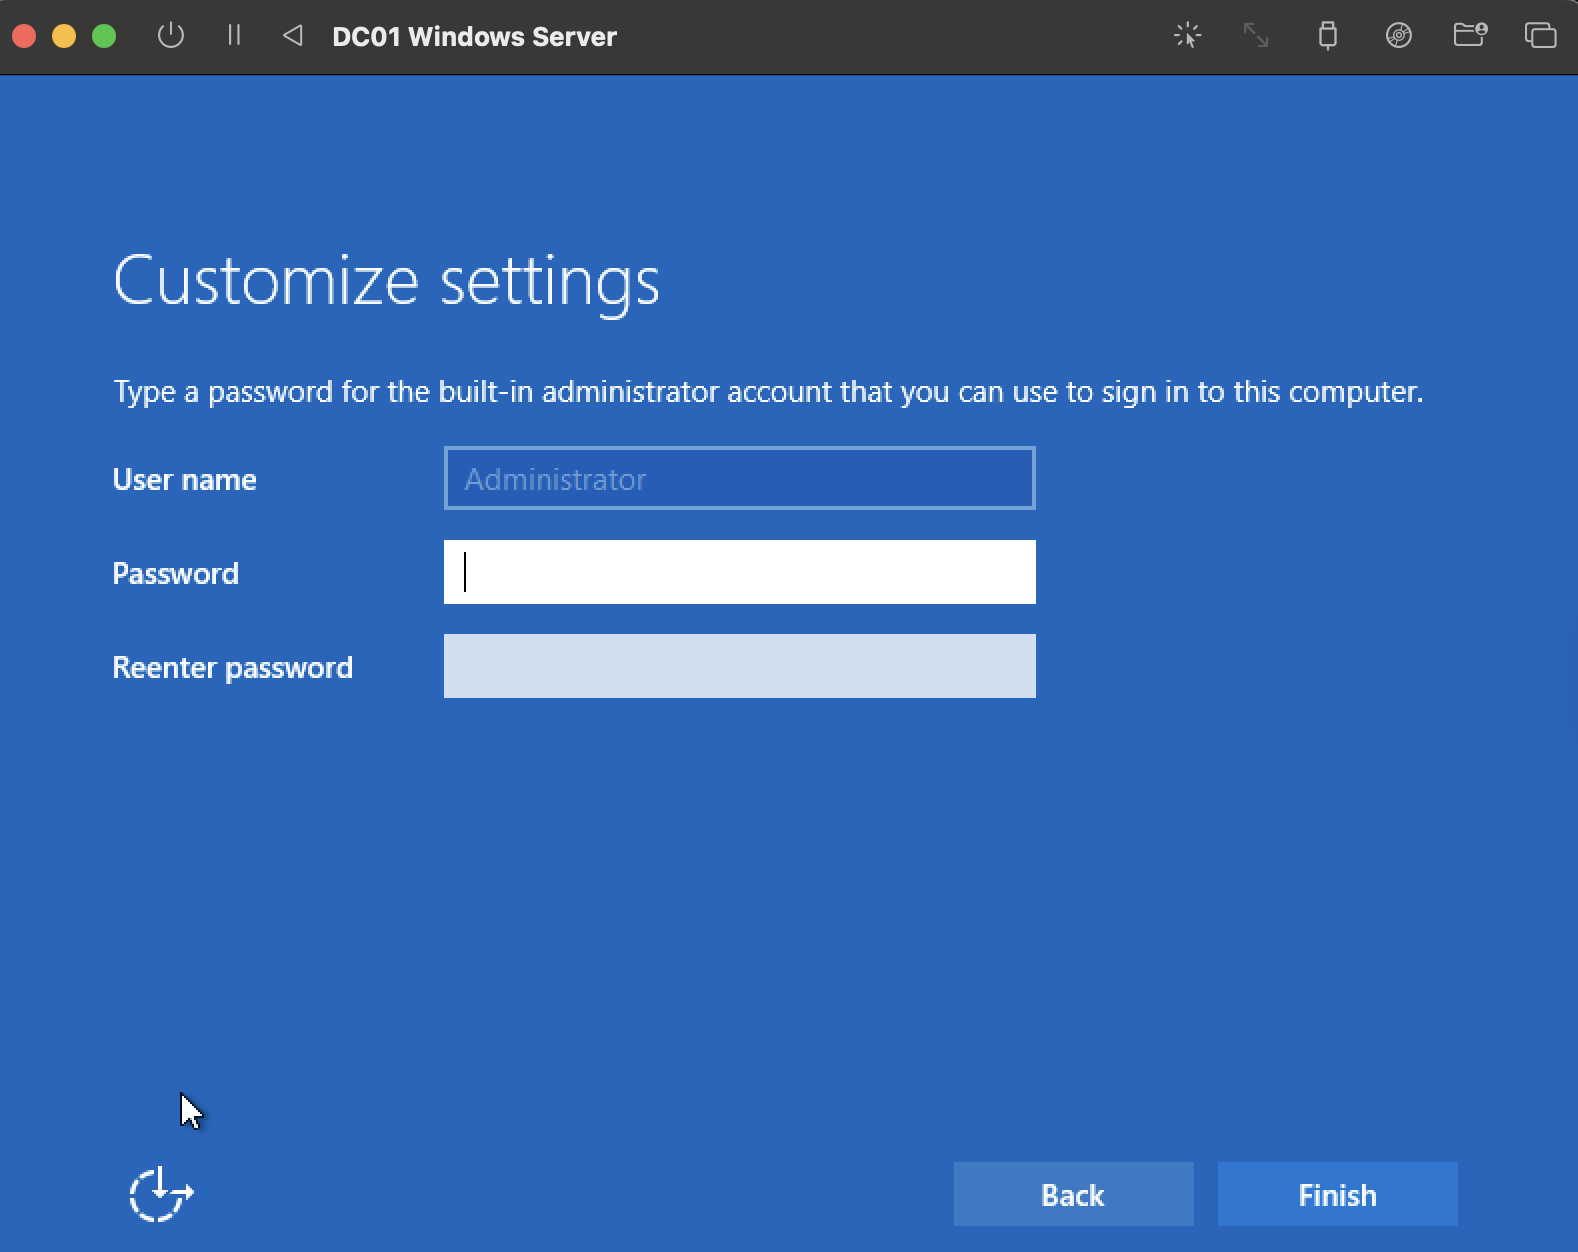 DC01 Windows Server
Customize settings
Type a password for the built-in administrator account that you can use to sign in to this computer.
User name
Administrator
Password
Reenter password
Back
Finish